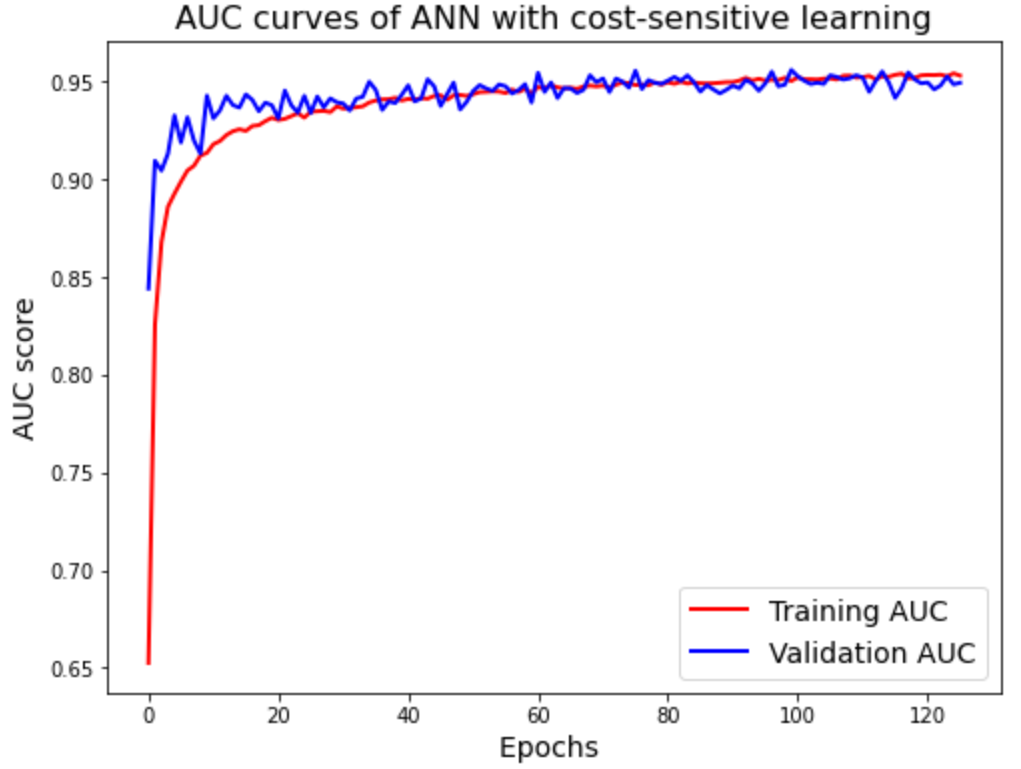 AUC curves of ANN with cost-sensitive learning
AUC score
0.95
0.90
0.85
0.80
0.75
0.70
0.65
Training AUC
Validation AUC
0 20 40 60 80 100 120
Epochs